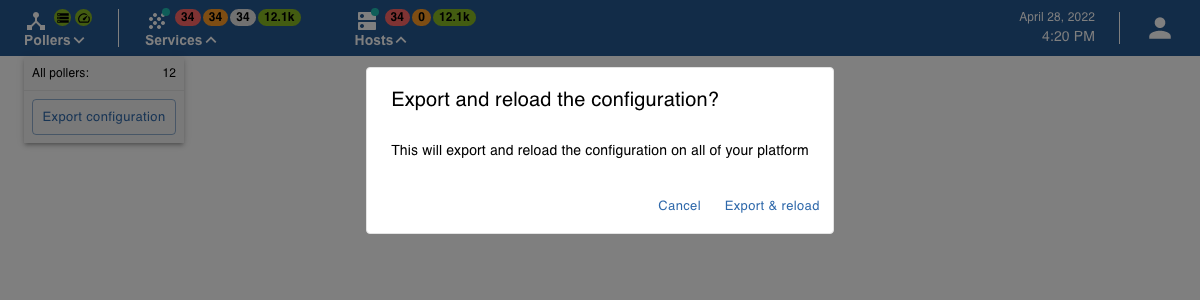 34 34 34 12.1k
34 0 12.1k
April 28, 2022
Pollers
Services
Hosts
4:20 PM
All pollers: 12
Export configuration
Export and reload the configuration?
This will export and reload the configuration on all of your platform
Cancel Export & reload